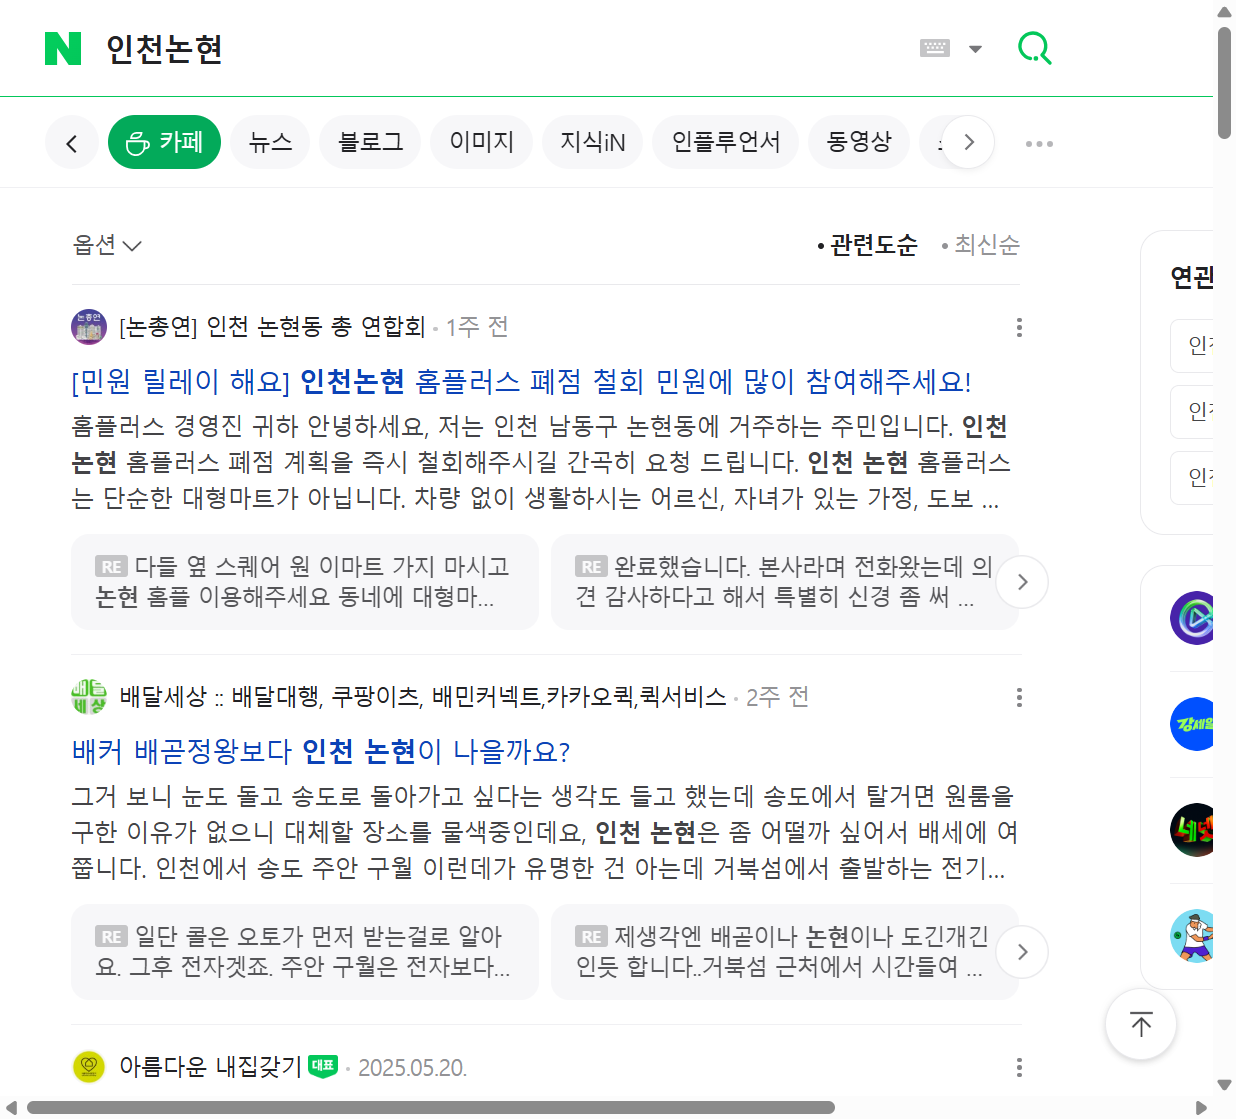 N 인천논현
카페 뉴스 블로그 이미지 지식iN 인플루언서 동영상
옵션 • 관련도순 • 최신순
연관
[논총연] 인천 논현동 총 연합회 · 1주 전
[민원 릴레이 해요] 인천논현 홈플러스 폐점 철회 민원에 많이 참여해주세요!
홈플러스 경영진 귀하 안녕하세요, 저는 인천 남동구 논현동에 거주하는 주민입니다. 인천
논현 홈플러스 폐점 계획을 즉시 철회해주시길 간곡히 요청 드립니다. 인천 논현 홈플러스
는 단순한 대형마트가 아닙니다. 차량 없이 생활하시는 어르신, 자녀가 있는 가정, 도보 ...
RE 다들 옆 스퀘어 원 이마트 가지 마시고
논현 홈플 이용해주세요 동네에 대형마...
RE 완료했습니다. 본사라며 전화왔는데 의
견 감사하다고 해서 특별히 신경 좀 써 ...
배달세상 :: 배달대행, 쿠팡이츠, 배민커넥트,카카오퀵,퀵서비스 · 2주 전
배커 배곧정왕보다 인천 논현이 나을까요?
그거 보니 눈도 돌고 송도로 돌아가고 싶다는 생각도 들고 했는데 송도에서 탈거면 원룸을
구한 이유가 없으니 대체할 장소를 물색중인데요, 인천 논현은 좀 어떨까 싶어서 배세에 여
쭙니다. 인천에서 송도 주안 구월 이런데가 유명한 건 아는데 거북섬에서 출발하는 전기...
RE 일단 콜은 오토가 먼저 받는걸로 알아
요. 그후 전자겟죠. 주안 구월은 전자보다...
RE 제생각엔 배곧이나 논현이나 도긴개긴
인듯 합니다..거북섬 근처에서 시간들여 ...
아름다운 내집갖기 대표 · 2025.05.20.